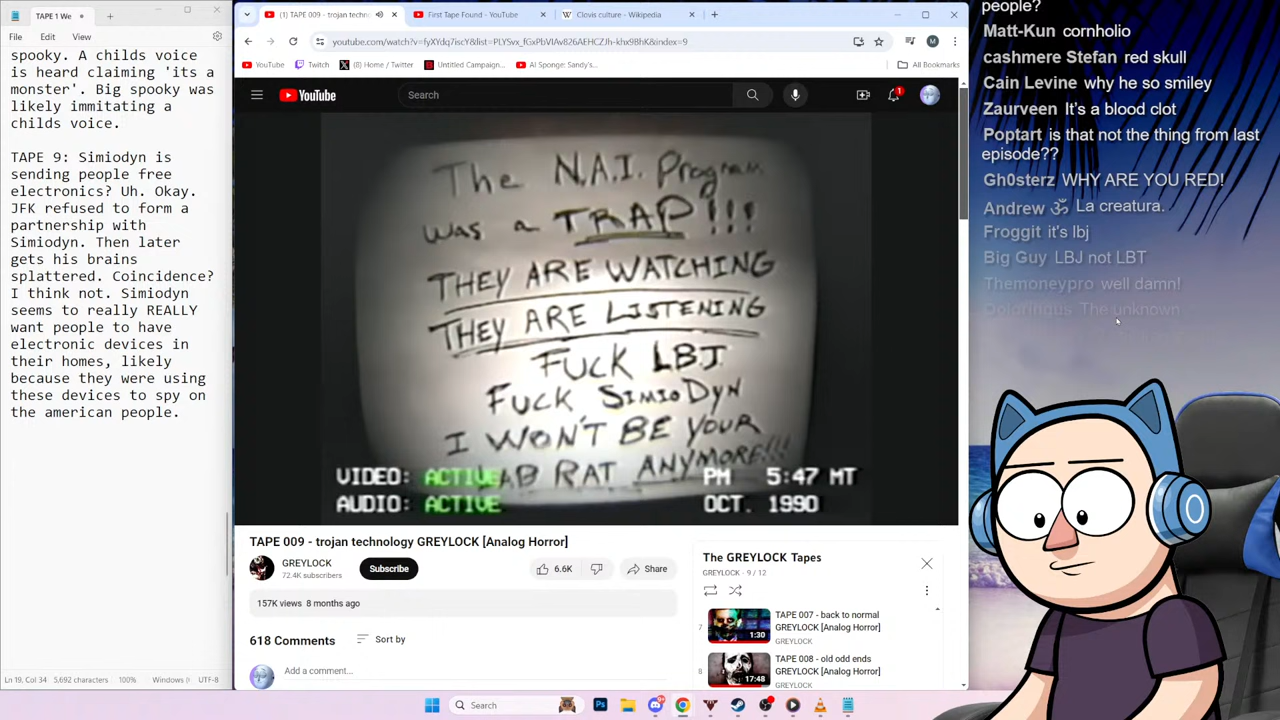 TAPE 1 We
File Edit View
spooky. A childs voice
is heard claiming 'its a
monster'. Big spooky was
likely immitating a
childs voice.
TAPE 9: Simiodyn is
sending people free
electronics? Uh. Okay.
JFK refused to form a
partnership with
Simiodyn. Then later
gets his brains
splattered. Coincidence?
I think not. Simiodyn
seems to really REALLY
want people to have
electronic devices in
their homes, likely
because they were using
these devices to spy on
the american people.
5,692 characters 100% UTF-8
(1) TAPE 009 - trojan techn
First Tape Found - YouTube
Clovis culture - Wikipedia
youtube.com/watch?v=fyXYdq7iscY&list=PLYSvx_fGxPbVIAv826AEHCZJh-khx9BhK&index=9
YouTube Twitch (8) Home / Twitter Untitled Campaign... AI Sponge: Sandy's... All Bookmarks
YouTube
Search
1
The N.A.I. Program
was a TRAP!!!
THEY ARE WATCHING
THEY ARE LISTENING
FUCK LBJ
FUCK SIMIODYN
I WON'T BE YOUR
LAB RAT ANYMORE!!!
VIDEO: ACTIVE PM 5:47 MT
AUDIO: ACTIVE OCT. 1990
TAPE 009 - trojan technology GREYLOCK [Analog Horror]
GREYLOCK
72.4K subscribers
Subscribe
6.6K
Share
157K views 8 months ago
618 Comments
Sort by
Add a comment...
The GREYLOCK Tapes
GREYLOCK - 9 / 12
7
1:30
TAPE 007 - back to normal
GREYLOCK [Analog Horror]
GREYLOCK
8
17:48
TAPE 008 - old odd ends
GREYLOCK [Analog Horror]
GREYLOCK
people?
Matt-Kun cornholio
cashmere Stefan red skull
Cain Levine why he so smiley
Zaurveen It's a blood clot
Poptart is that not the thing from last
episode??
Gh0sterz WHY ARE YOU RED!
Andrew ॐ La creatura.
Froggit it's lbj
Big Guy LBJ not LBT
Themoneypro well damn!
The unknown
Search